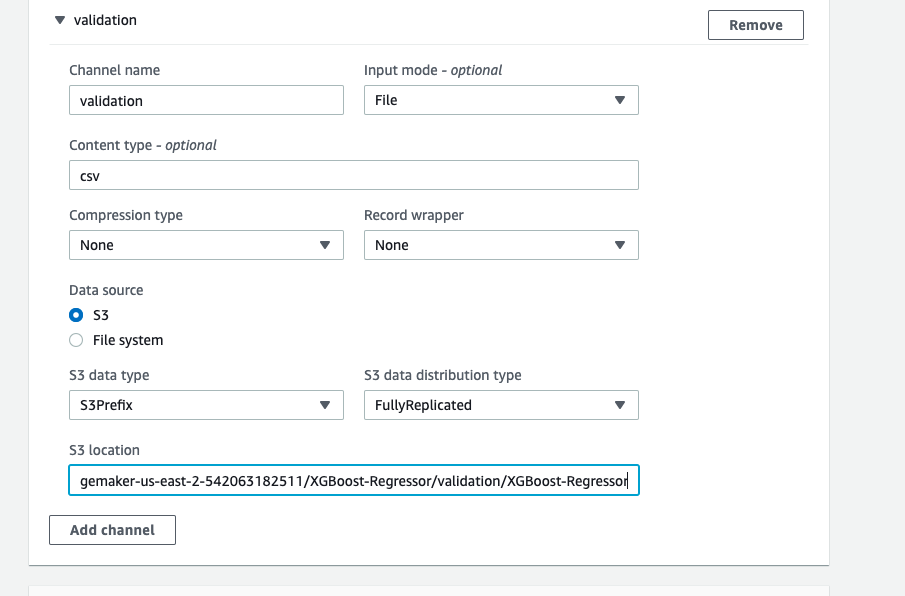 validation
Remove
Channel name
Input mode - optional
validation
File
Content type - optional
csv
Compression type
Record wrapper
None
None
Data source
S3
File system
S3 data type
S3 data distribution type
S3Prefix
FullyReplicated
S3 location
gemaker-us-east-2-542063182511/XGBoost-Regressor/validation/XGBoost-Regressor
Add channel